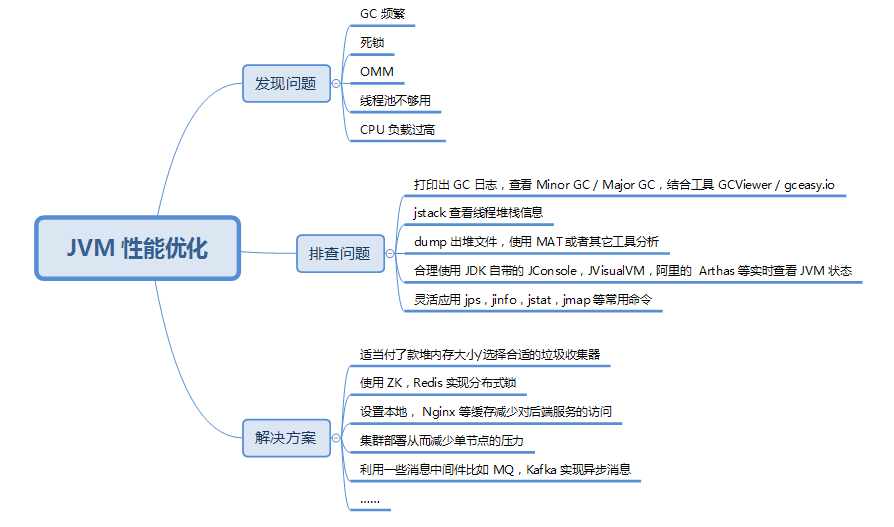 JVM 性能优化
发现问题
GC 频繁
死锁
OMM
线程池不够用
CPU 负载过高
排查问题
打印出 GC 日志，查看 Minor GC / Major GC，结合工具 GCViewer / gceasy.io
jstack 查看线程堆栈信息
dump 出堆文件，使用 MAT 或者其它工具分析
合理使用 JDK 自带的 JConsole，JVisualVM，阿里的 Arthas 等实时查看 JVM 状态
灵活应用 jps，jinfo，jstat，jmap 等常用命令
解决方案
适当付了款堆内存大小/选择合适的垃圾收集器
使用 ZK，Redis 实现分布式锁
设置本地， Nginx 等缓存减少对后端服务的访问
集群部署从而减少单节点的压力
利用一些消息中间件比如 MQ，Kafka 实现异步消息
......